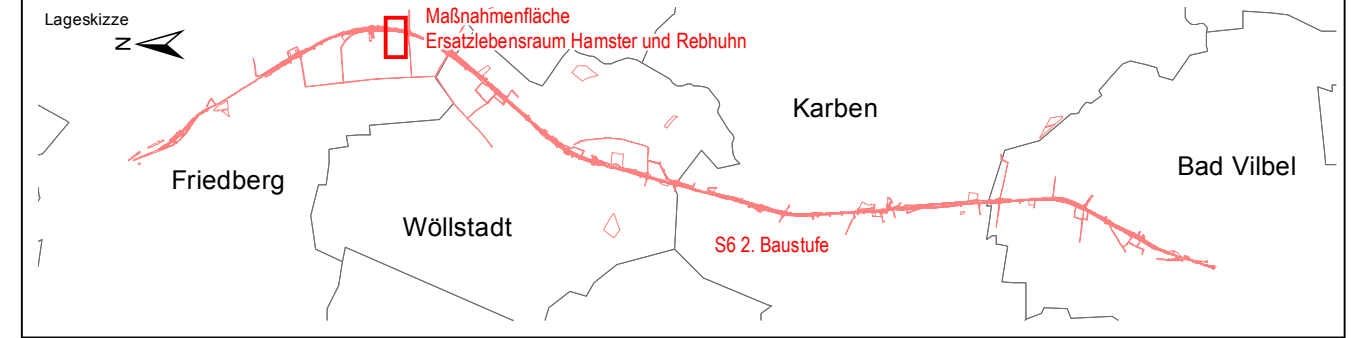 Lageskizze
N
Maßnahmenfläche
Ersatzlebensraum Hamster und Rebhuhn
Karben
Bad Vilbel
Friedberg
Wöllstadt
S6 2. Baustufe